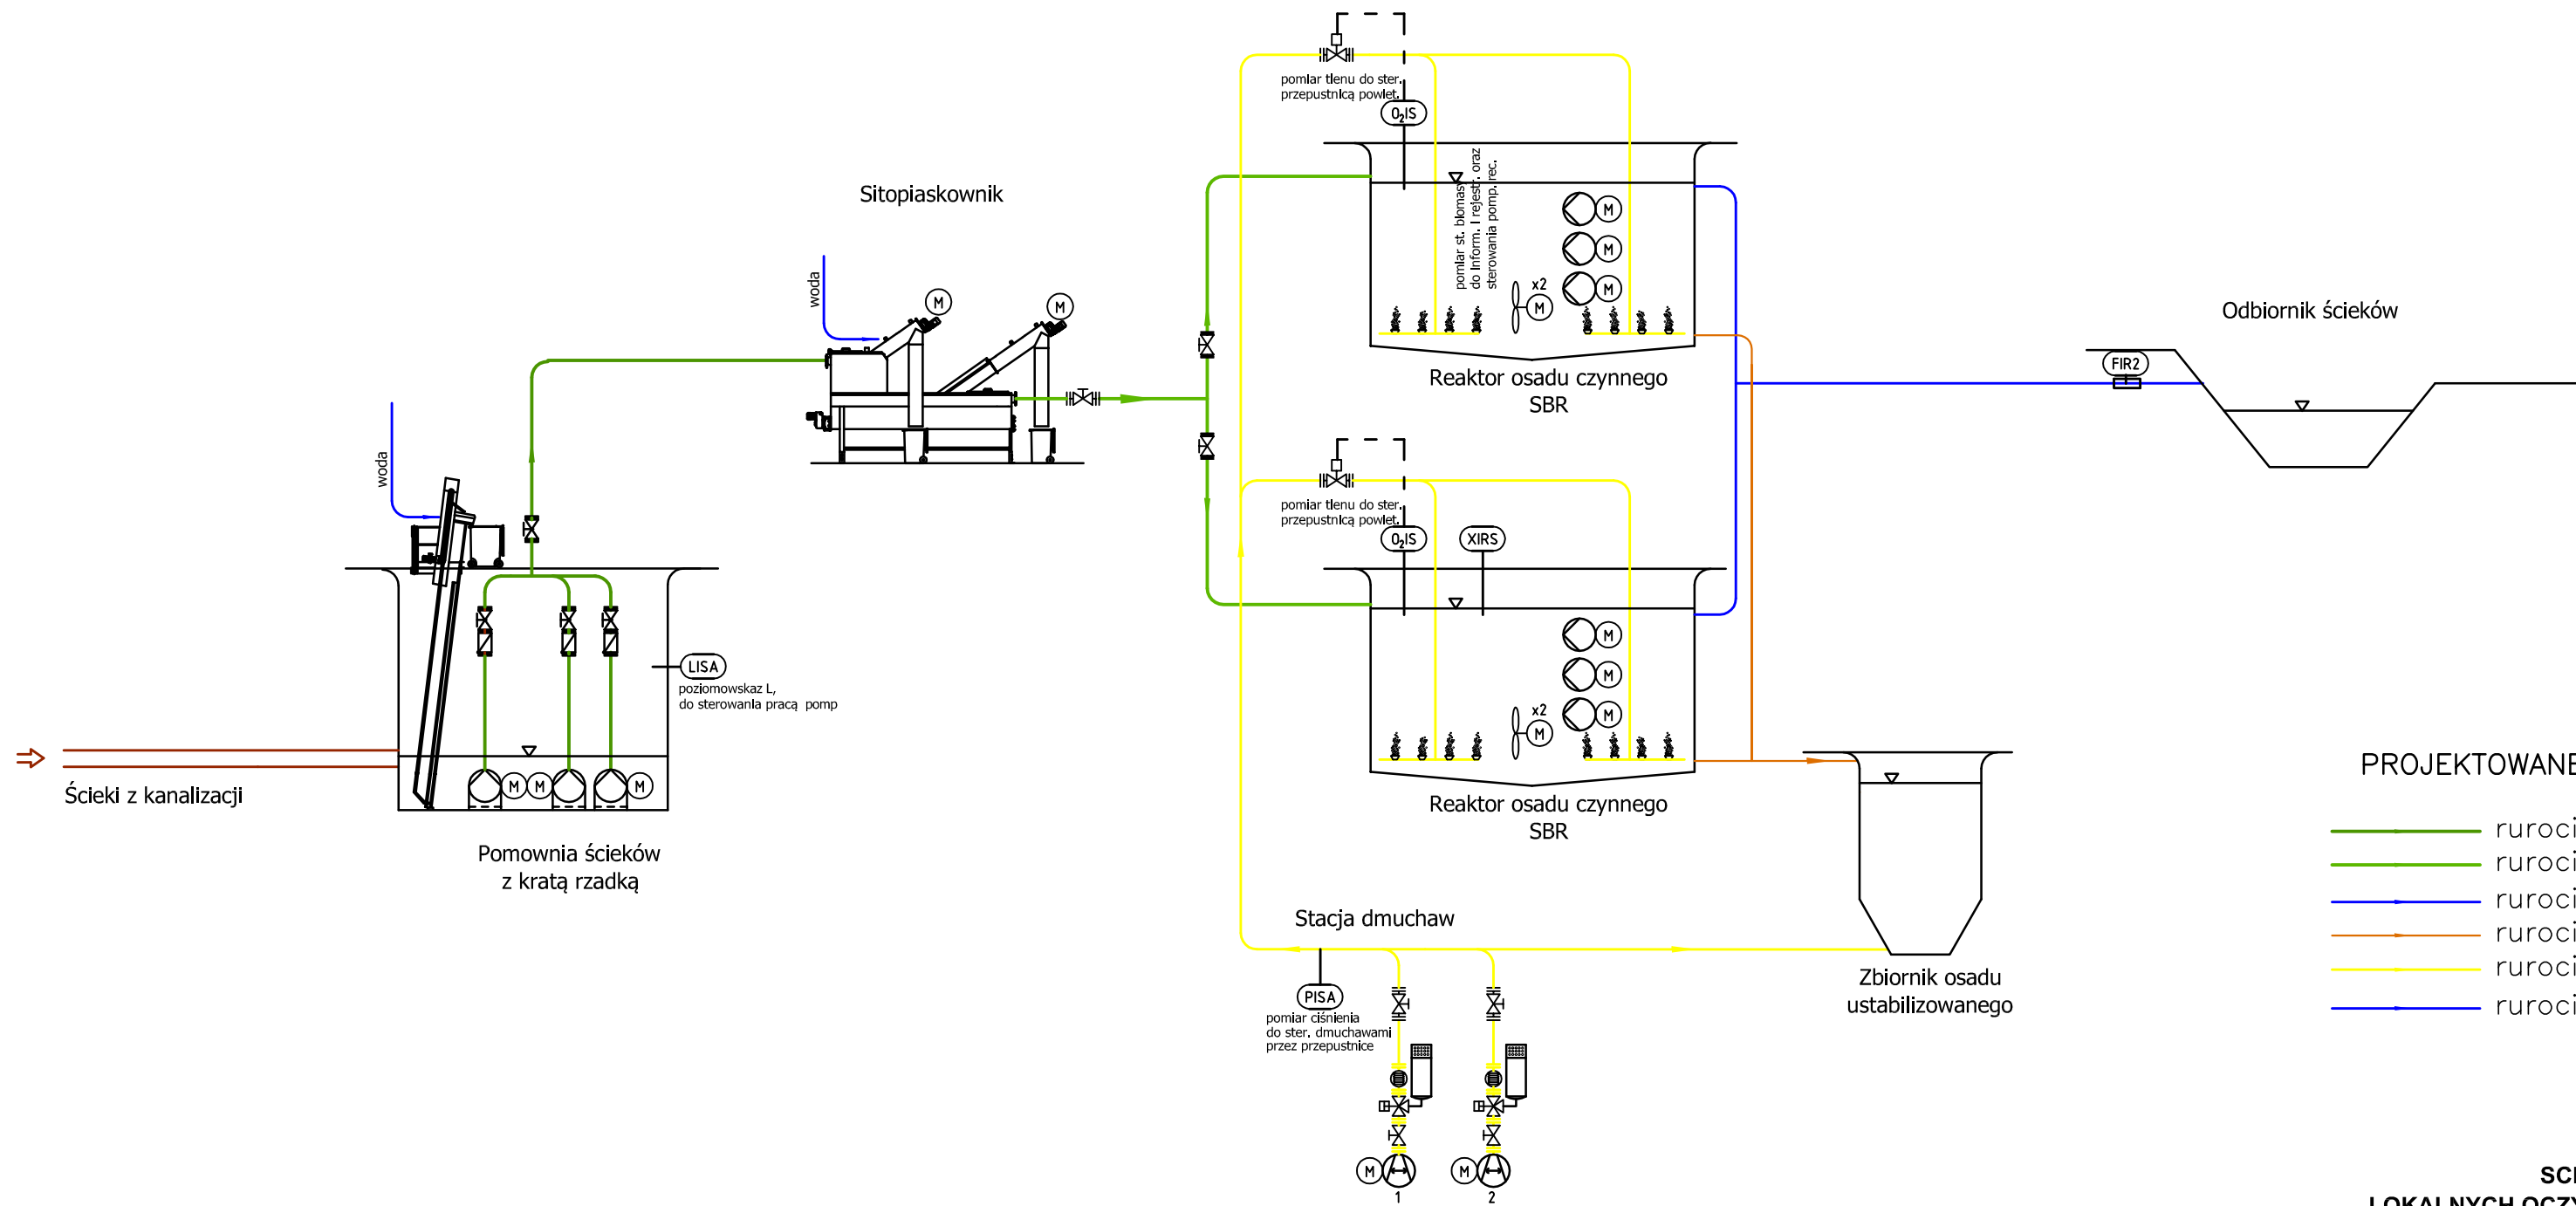 pomiar tlenu do ster.
przepustnicą powiet.
O₂IS
Sitopiaskownik
woda
M
M
pomiar st. biomasy
do inform. i rejestr. oraz
sterowania pomp. rec.
M
M
M
x2
M
Reaktor osadu czynnego
SBR
Odbiornik ścieków
FIR2
woda
pomiar tlenu do ster.
przepustnicą powiet.
O₂IS
XIRS
M
M
M
x2
M
Reaktor osadu czynnego
SBR
LISA
poziomowskaz L,
do sterowania pracą pomp
Ścieki z kanalizacji
M
M
M
Pomownia ścieków
z kratą rzadką
Stacja dmuchaw
PISA
pomiar ciśnienia
do ster. dmuchawami
przez przepustnice
M
M
1
2
Zbiornik osadu
ustabilizowanego
PROJEKTOWANE
ruroci
ruroci
ruroci
ruroci
ruroci
ruroci
LOKALNYCH OCZY